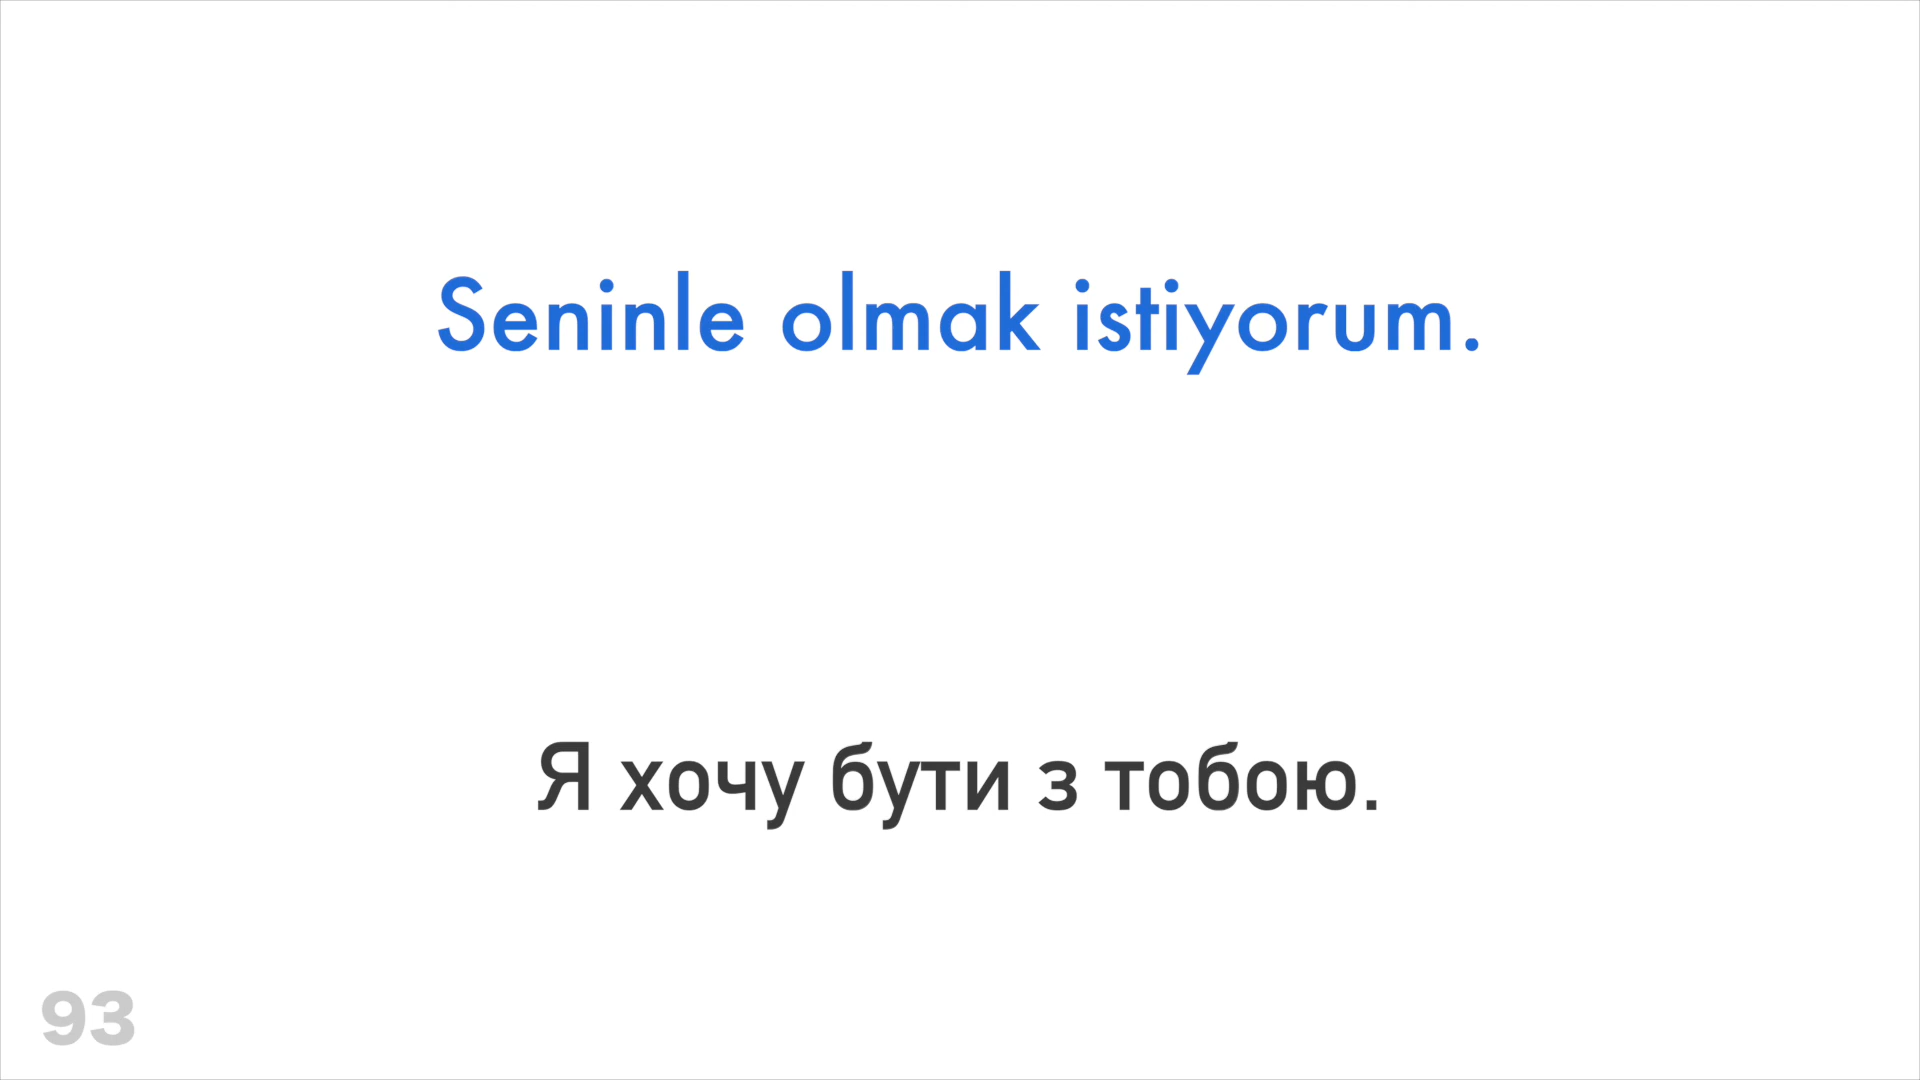 Seninle olmak istiyorum.
Я хочу бути з тобою.
93